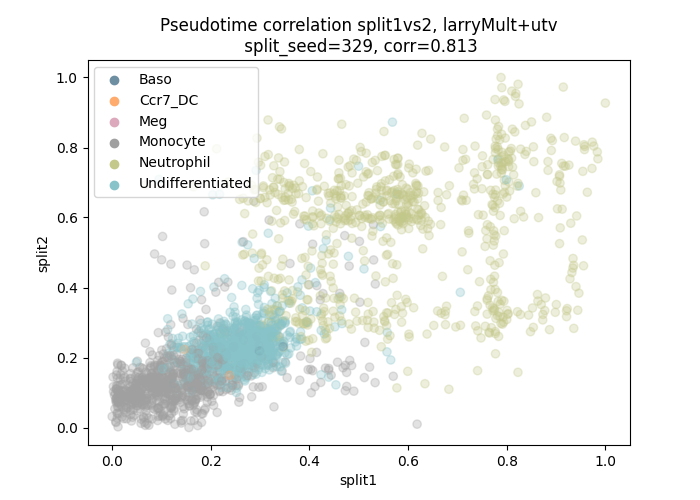 Pseudotime correlation split1vs2, larryMult+utv
split_seed=329, corr=0.813
Baso
Ccr7_DC
Meg
Monocyte
Neutrophil
Undifferentiated
1.0
0.8
0.6
0.4
0.2
0.0
split2
0.0 0.2 0.4 0.6 0.8 1.0
split1